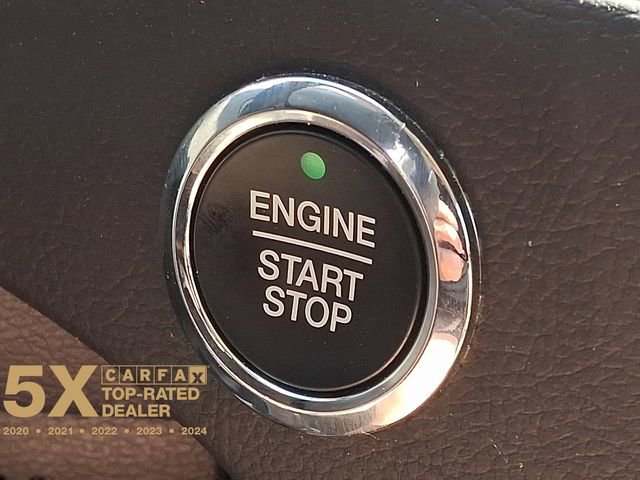 ENGINE
START
STOP
5X CARFAX
TOP-RATED
DEALER
2020 • 2021 • 2022 • 2023 • 2024